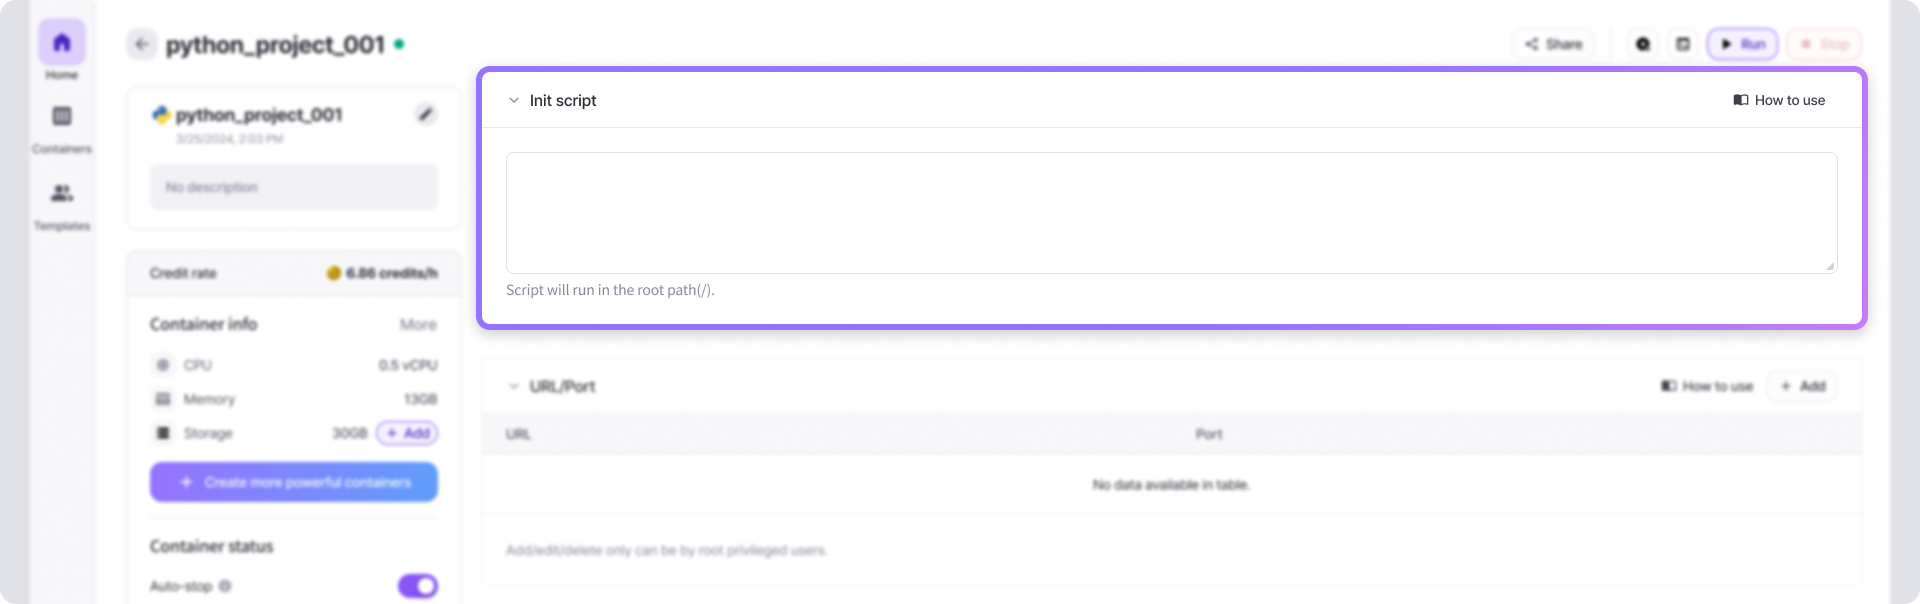 Home
Containers
Templates
python_project_001
Share
Run
Stop
python_project_001
3/25/2024, 2:03 PM
No description
Credit rate
6.86 credits/h
Container info
More
CPU
0.5 vCPU
Memory
13GB
Storage
30GB
+ Add
+ Create more powerful containers
Container status
Auto-stop
Init script
How to use
Script will run in the root path(/).
URL/Port
How to use
+ Add
URL
Port
No data available in table.
Add/edit/delete only can be by root privileged users.